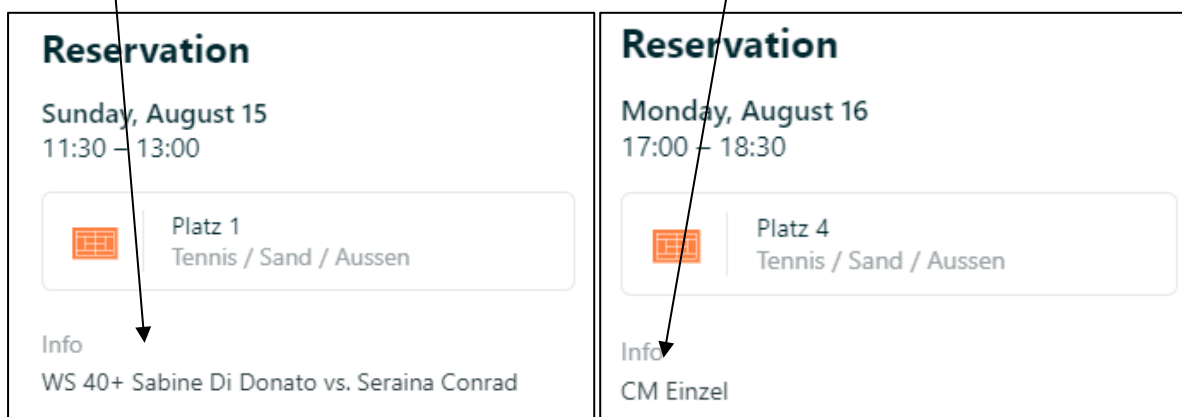 Reservation
Sunday, August 15
11:30 – 13:00
Platz 1
Tennis / Sand / Aussen
Info
WS 40+ Sabine Di Donato vs. Seraina Conrad
Reservation
Monday, August 16
17:00 – 18:30
Platz 4
Tennis / Sand / Aussen
Info
CM Einzel